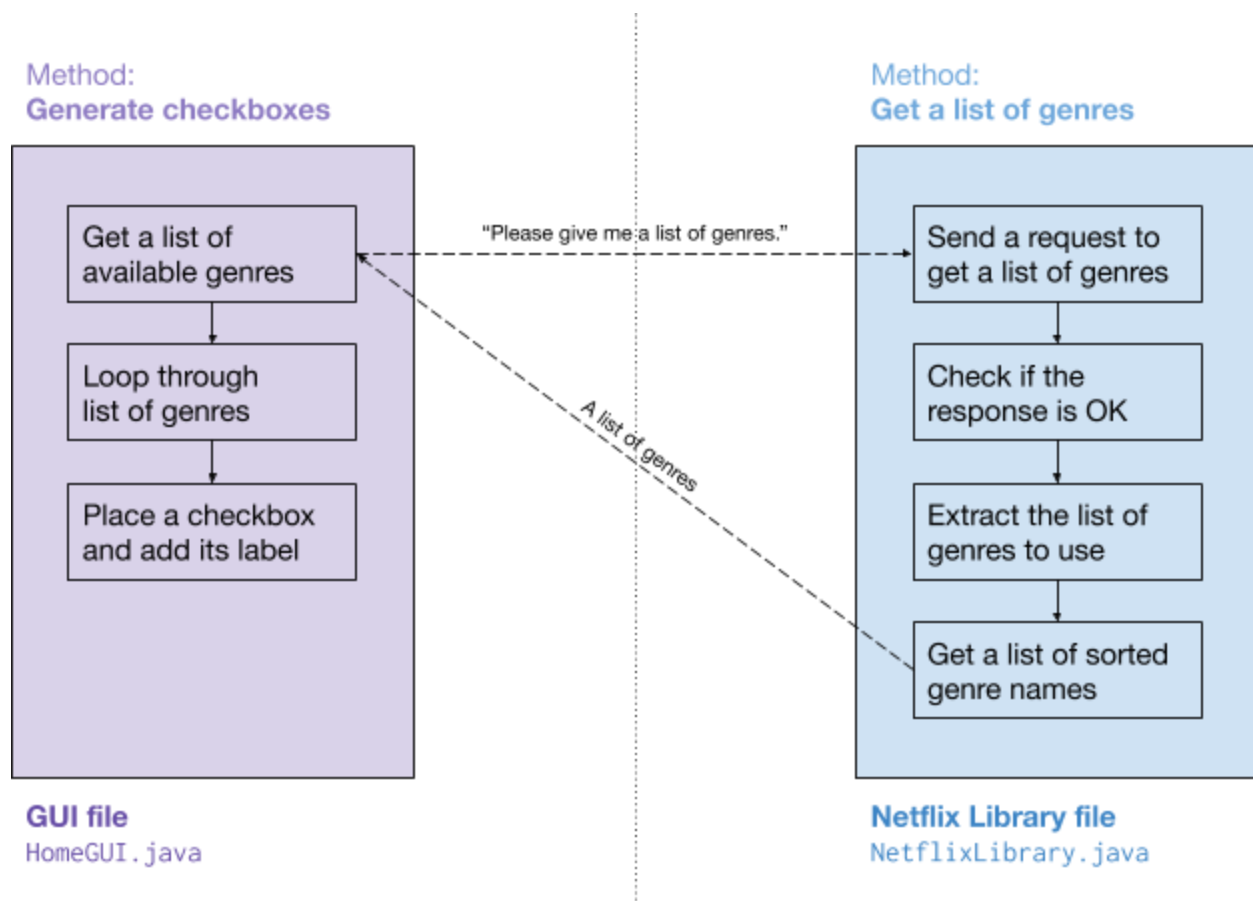 Method:
Generate checkboxes
Get a list of
available genres
Loop through
list of genres
Place a checkbox
and add its label
GUI file
HomeGUI.java
“Please give me a list of genres.”
A list of genres
Method:
Get a list of genres
Send a request to
get a list of genres
Check if the
response is OK
Extract the list of
genres to use
Get a list of sorted
genre names
Netflix Library file
NetflixLibrary.java